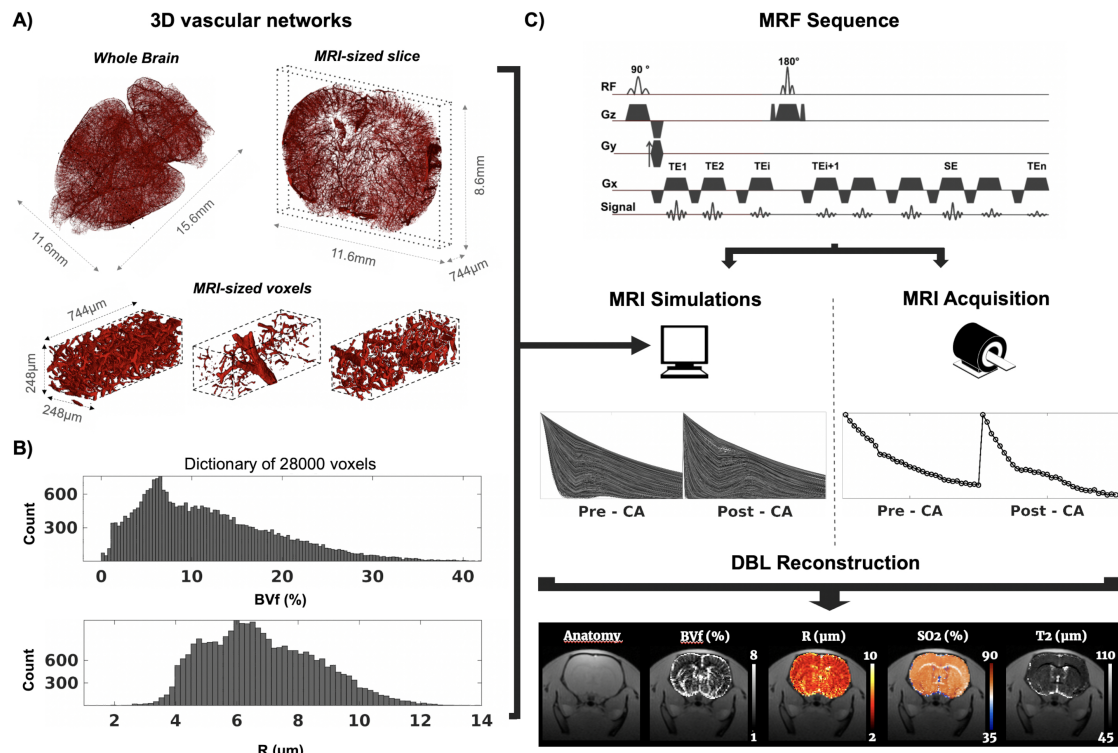 A)
3D vascular networks
Whole Brain
MRI-sized slice
11.6mm
15.6mm
8.6mm
11.6mm
744µm
MRI-sized voxels
744µm
248µm
248µm
B)
Dictionary of 28000 voxels
Count
600
300
0
10
20
30
40
BVf (%)
Count
600
300
2
4
6
8
10
12
14
R (µm)
C)
MRF Sequence
RF
90 °
180°
Gz
Gy
TE1
TE2
TEi
TEi+1
SE
TEn
Gx
Signal
MRI Simulations
MRI Acquisition
Pre - CA
Post - CA
Pre - CA
Post - CA
DBL Reconstruction
Anatomy
BVf (%)
8
1
R (µm)
10
2
SO2 (%)
90
35
T2 (µm)
110
45